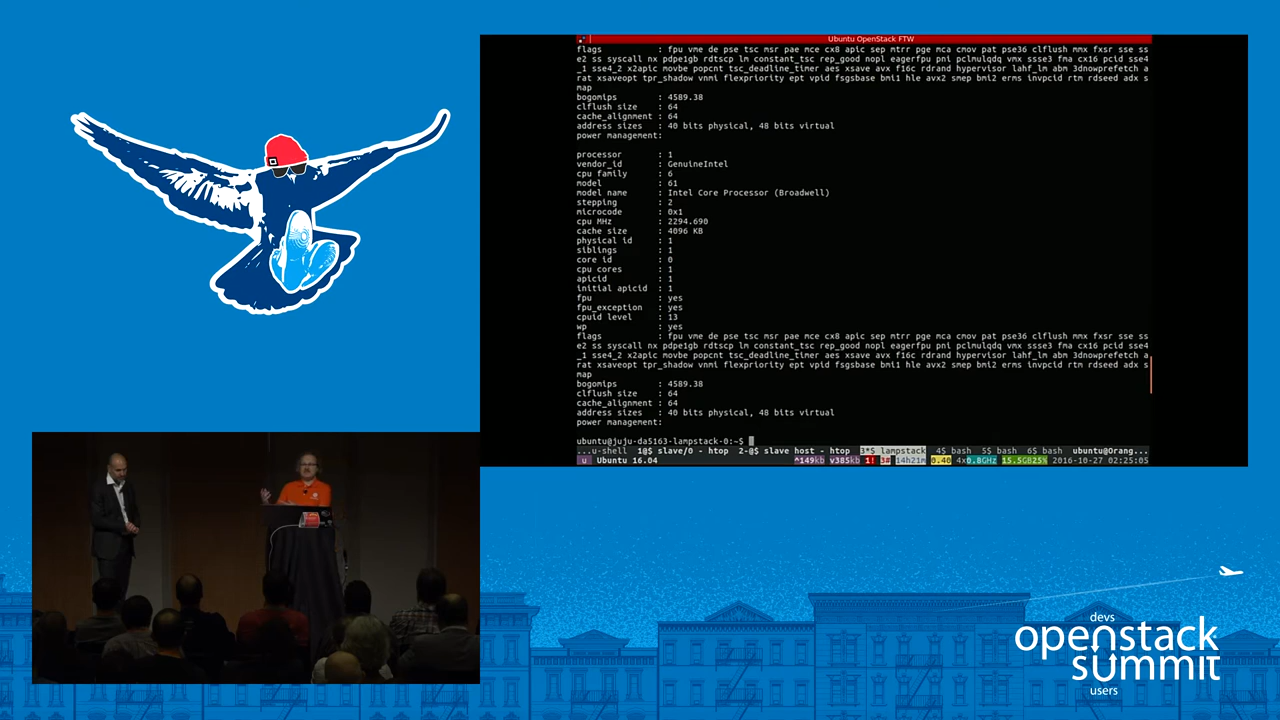 Ubuntu OpenStack FTW
flags : fpu vme de pse tsc msr pae mce cx8 apic sep mtrr pge mca cmov pat pse36 clflush mmx fxsr sse ss
e2 ss syscall nx pdpe1gb rdtscp lm constant_tsc rep_good nopl eagerfpu pni pclmulqdq vmx ssse3 fma cx16 pcid sse4
_1 sse4_2 x2apic movbe popcnt tsc_deadline_timer aes xsave avx f16c rdrand hypervisor lahf_lm abm 3dnowprefetch a
rat xsaveopt tpr_shadow vnmi flexpriority ept vpid fsgsbase bmi1 hle avx2 smep bmi2 erms invpcid rtm rdseed adx s
map
bogomips : 4589.38
clflush size : 64
cache_alignment : 64
address sizes : 40 bits physical, 48 bits virtual
power management:
processor : 1
vendor_id : GenuineIntel
cpu family : 6
model : 61
model name : Intel Core Processor (Broadwell)
stepping : 2
microcode : 0x1
cpu MHz : 2294.690
cache size : 4096 KB
physical id : 1
siblings : 1
core id : 0
cpu cores : 1
apicid : 1
initial apicid : 1
fpu : yes
fpu_exception : yes
cpuid level : 13
wp : yes
flags : fpu vme de pse tsc msr pae mce cx8 apic sep mtrr pge mca cmov pat pse36 clflush mmx fxsr sse ss
e2 ss syscall nx pdpe1gb rdtscp lm constant_tsc rep_good nopl eagerfpu pni pclmulqdq vmx ssse3 fma cx16 pcid sse4
_1 sse4_2 x2apic movbe popcnt tsc_deadline_timer aes xsave avx f16c rdrand hypervisor lahf_lm abm 3dnowprefetch a
rat xsaveopt tpr_shadow vnmi flexpriority ept vpid fsgsbase bmi1 hle avx2 smep bmi2 erms invpcid rtm rdseed adx s
map
bogomips : 4589.38
clflush size : 64
cache_alignment : 64
address sizes : 40 bits physical, 48 bits virtual
power management:
ubuntu@juju-da5163-lampstack-0:~$
...u-shell 1@$ slave/0 - htop 2-@$ slave host - htop 3*$ lampstack 4$ bash 5$ bash 6$ bash ubuntu@Orang...
u Ubuntu 16.04 ^149kb v385kb 1! 3# 14h21m 0.40 4x0.8GHz 15.5GB25% 2016-10-27 02:25:05
devs
openstack
summit
users